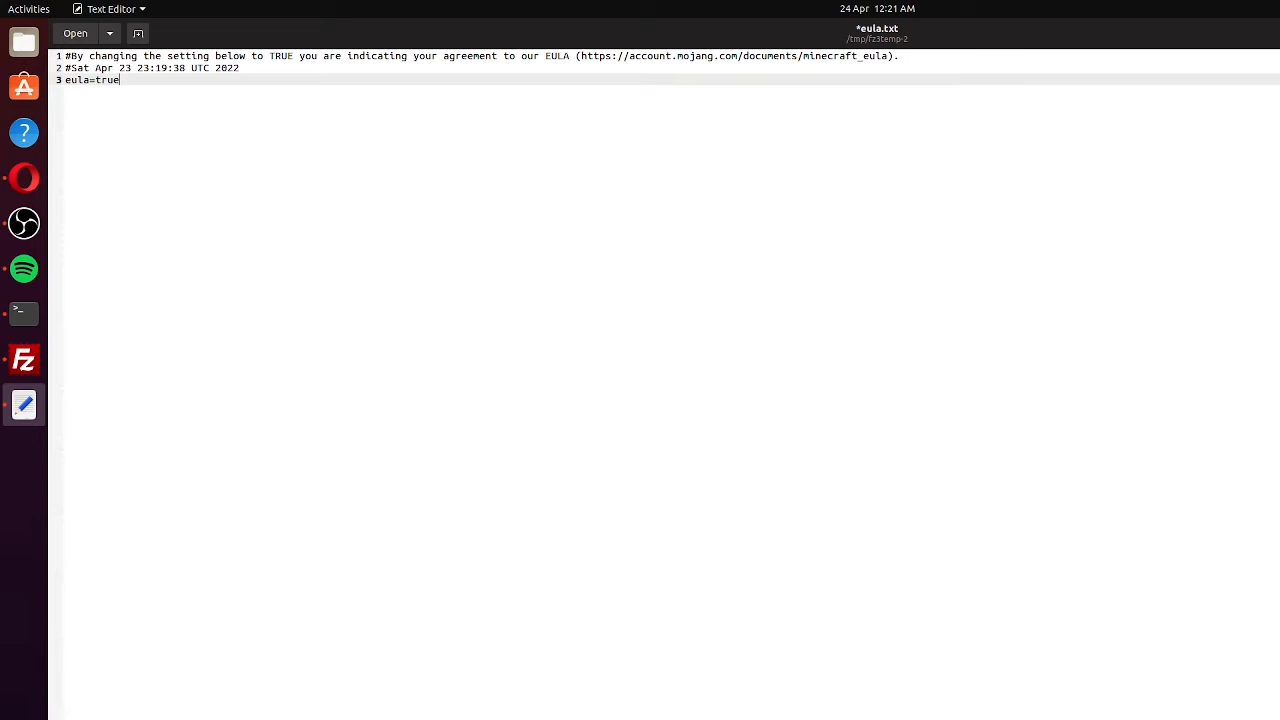 Activities
Text Editor
24 Apr 12:21 AM
Open
*eula.txt
/tmp/fz3temp-2
1 #By changing the setting below to TRUE you are indicating your agreement to our EULA (https://account.mojang.com/documents/minecraft_eula).
2 #Sat Apr 23 23:19:38 UTC 2022
3 eula=true
?
>_
Fz